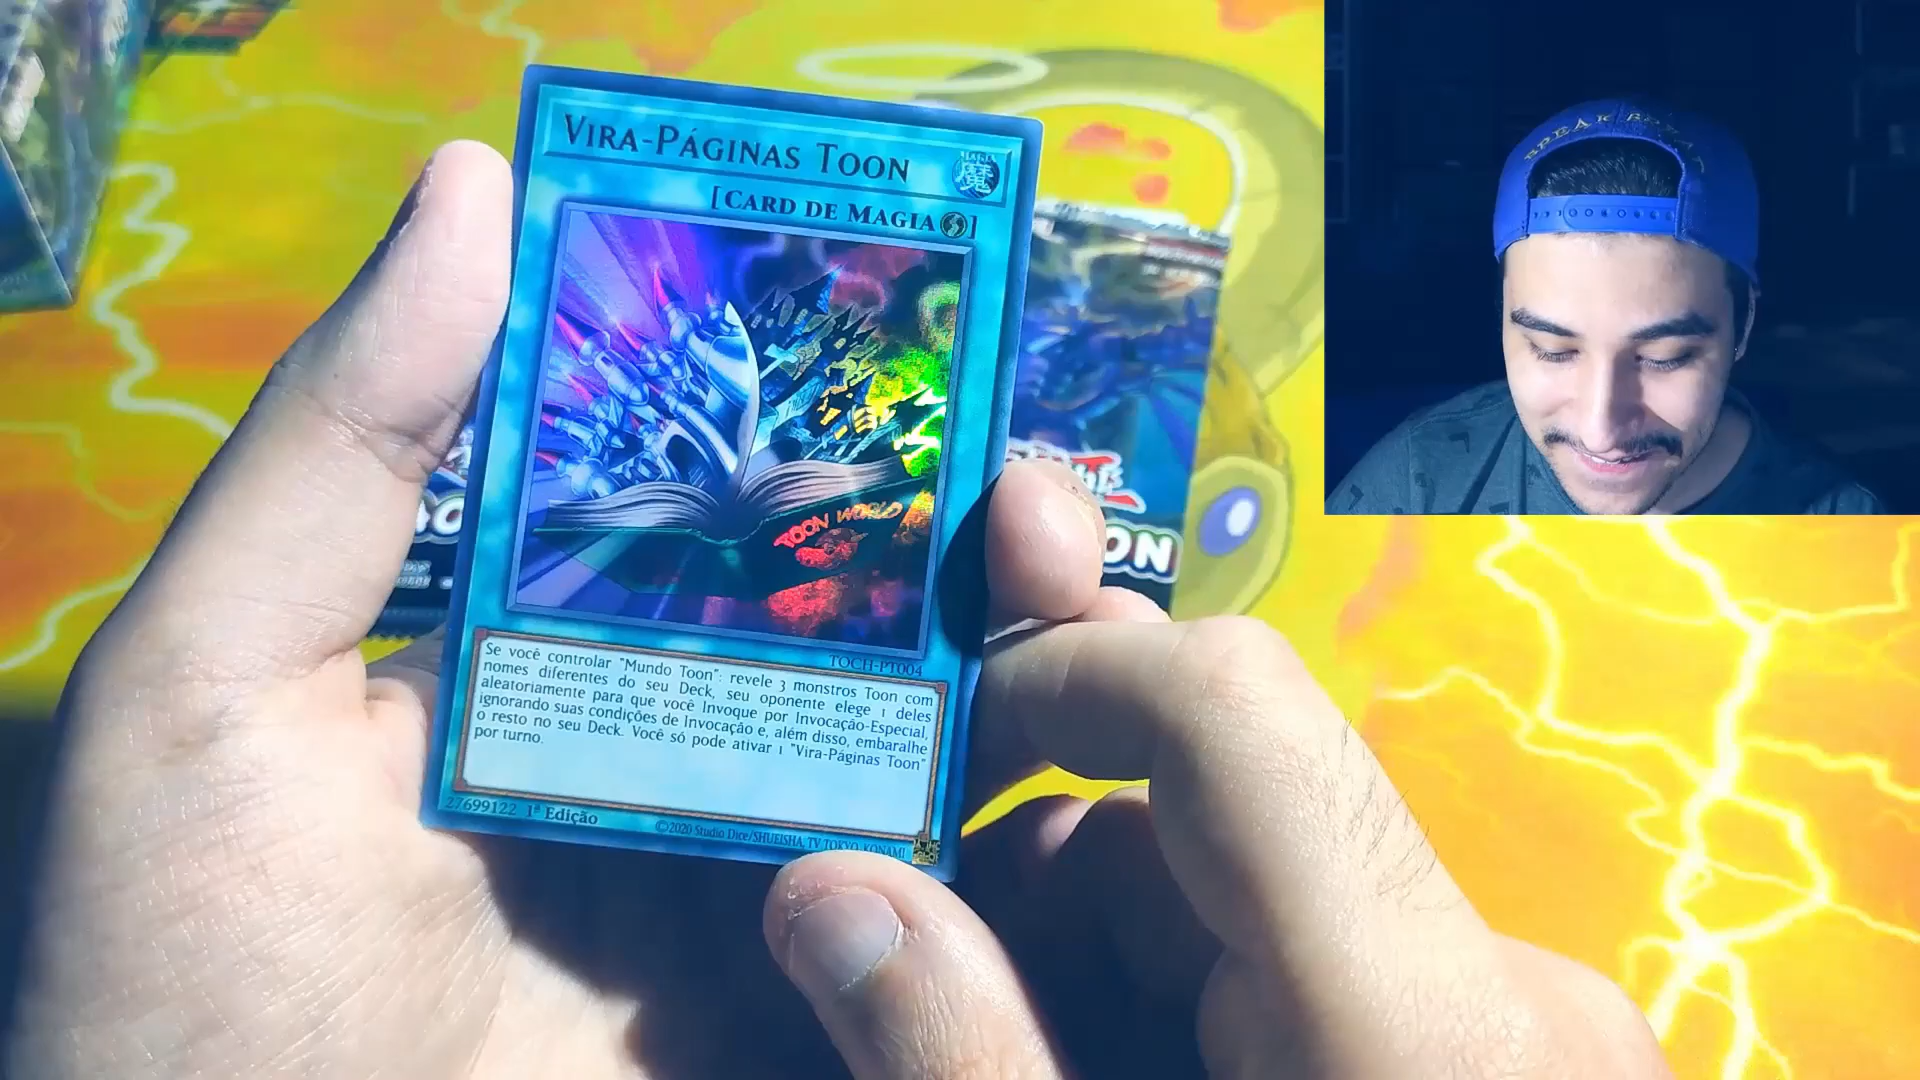 VIRA-PÁGINAS TOON
MAGIA
魔
[CARD DE MAGIA]
TOON WORLD
TOCH-PT004
Se você controlar "Mundo Toon": revele 3 monstros Toon com
nomes diferentes do seu Deck, seu oponente elege 1 deles
aleatoriamente para que você Invoque por Invocação-Especial,
ignorando suas condições de Invocação e, além disso, embaralhe
o resto no seu Deck. Você só pode ativar 1 "Vira-Páginas Toon"
por turno.
27699122 1ª Edição
©2020 Studio Dice/SHUEISHA, TV TOKYO, KONAMI
ON
BREAK